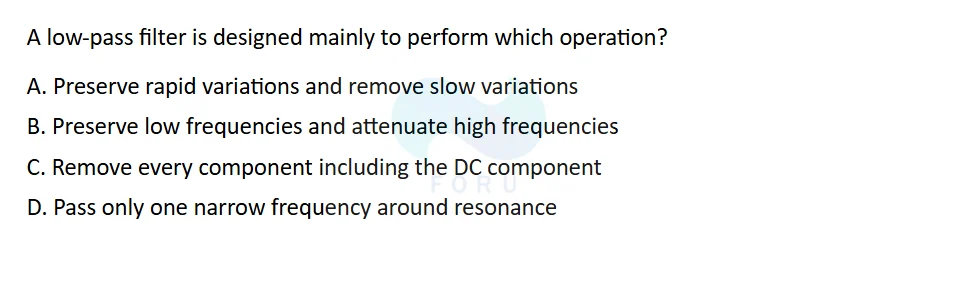 A low-pass filter is designed mainly to perform which operation?
A. Preserve rapid variations and remove slow variations
B. Preserve low frequencies and attenuate high frequencies
C. Remove every component including the DC component
FORU
D. Pass only one narrow frequency around resonance